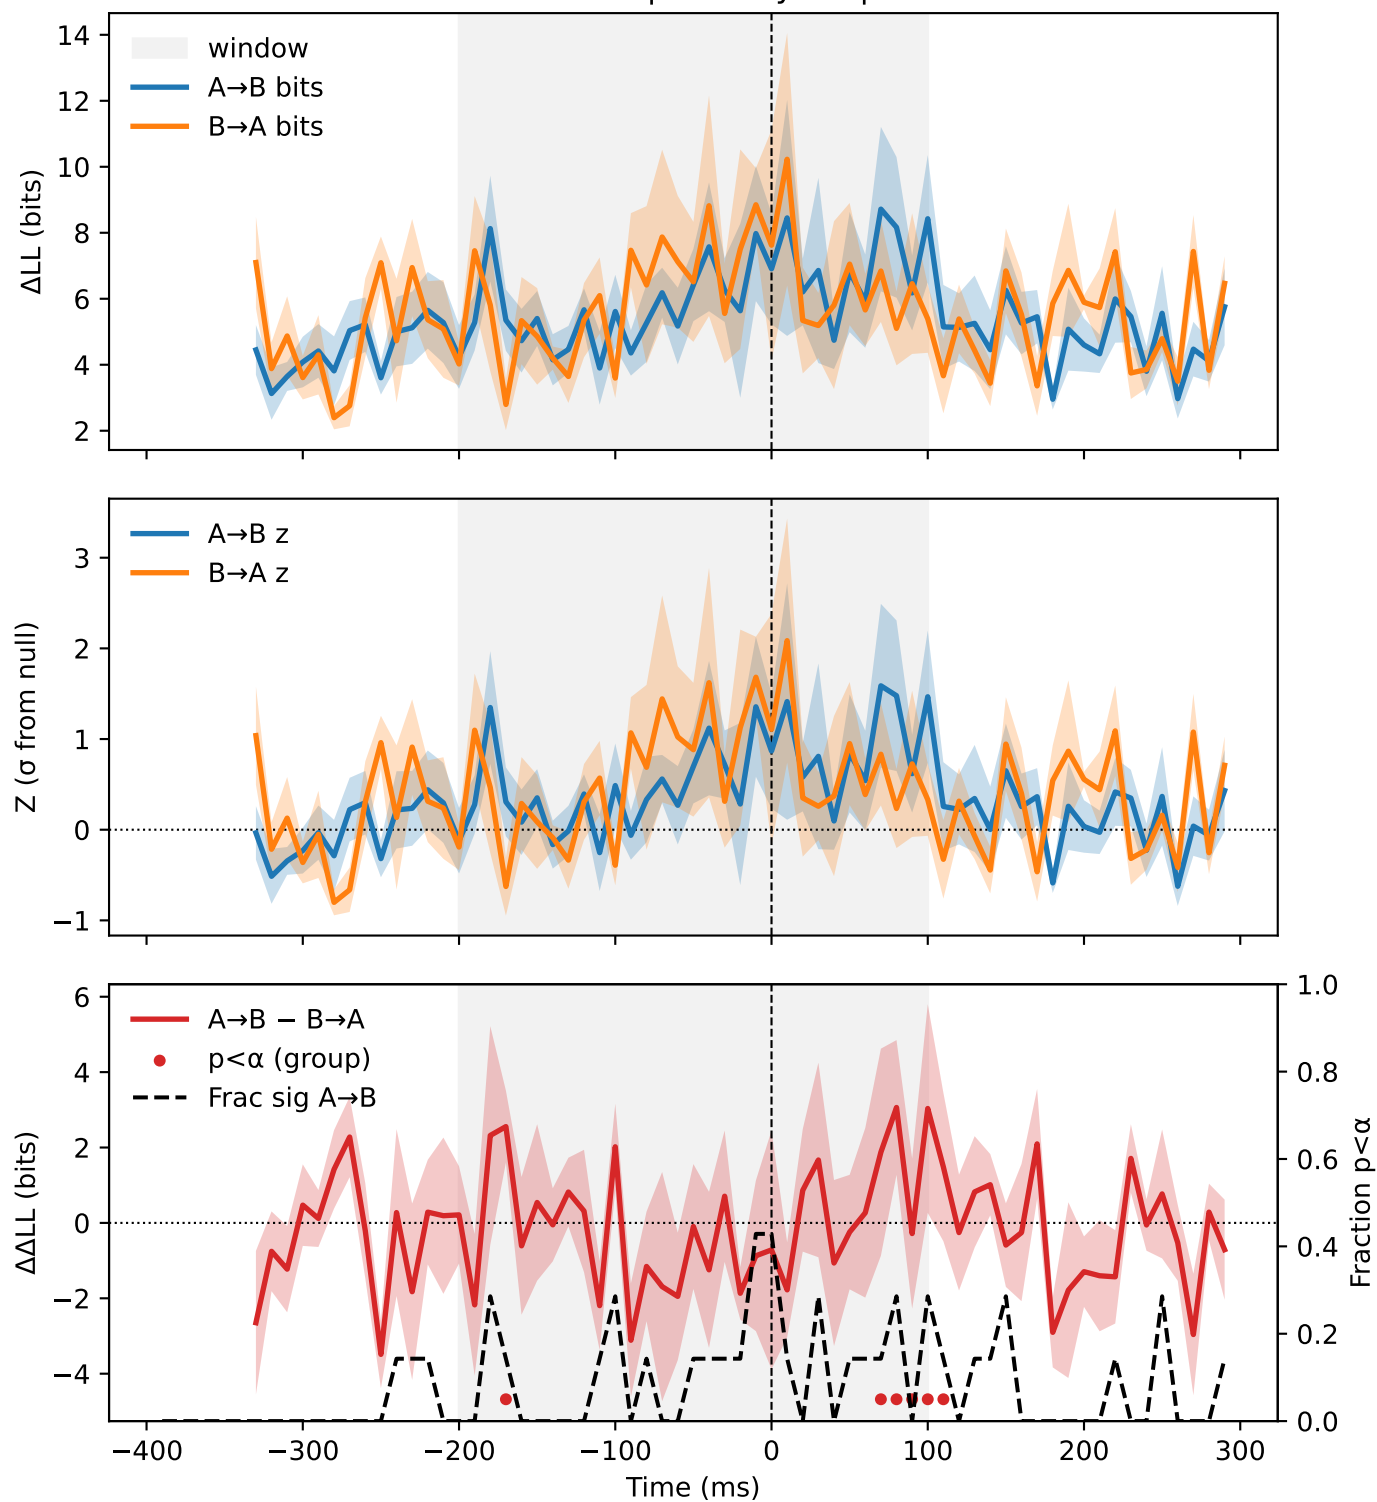 14
12
10
8
6
4
2
ΔLL (bits)
window
A→B bits
B→A bits
3
2
1
0
−1
Z (σ from null)
A→B z
B→A z
6
4
2
0
−2
−4
ΔΔLL (bits)
A→B − B→A
p<α (group)
Frac sig A→B
1.0
0.8
0.6
0.4
0.2
0.0
Fraction p<α
−400
−300
−200
−100
0
100
200
300
Time (ms)